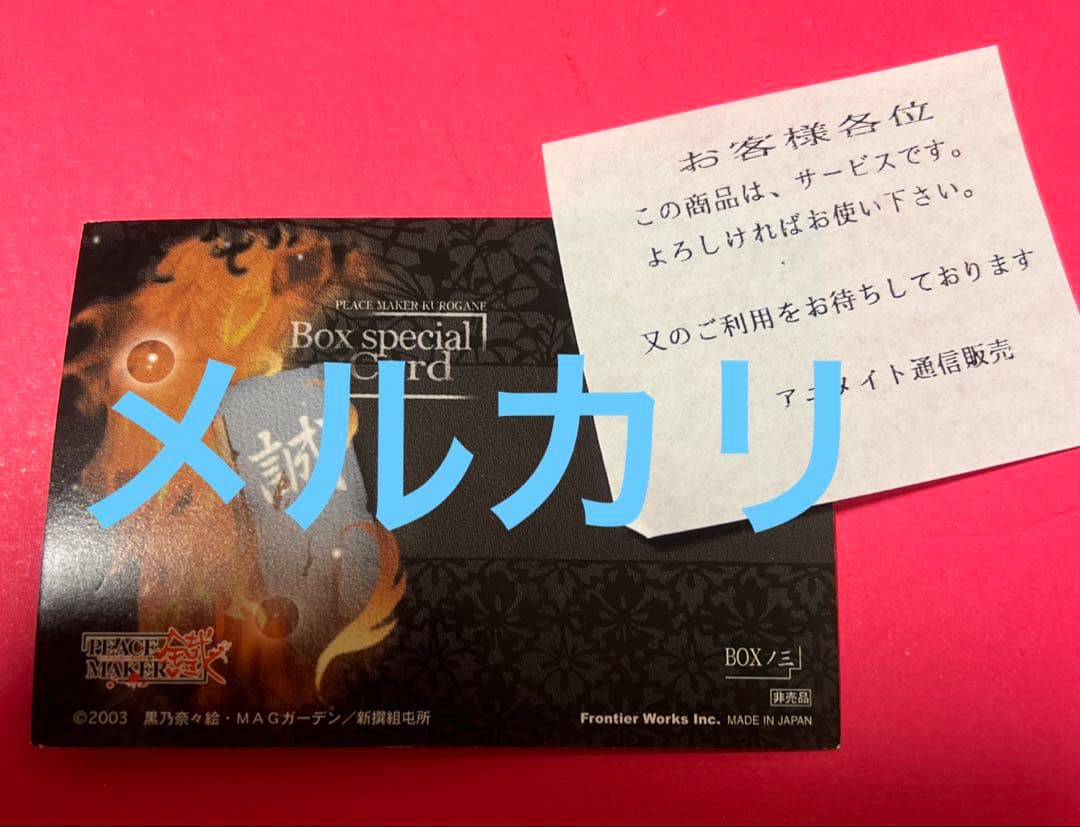 お客様各位
この商品は、サービスです。
よろしければお使い下さい。
又のご利用をお待ちしております
アニメイト通信販売
PEACE MAKER KUROGANE
Box special
Card
誠
メルカリ
PEACE
MAKER 鐵
BOXノ三
非売品
©2003 黒乃奈々絵・MAGガーデン/新撰組屯所
Frontier Works Inc. MADE IN JAPAN